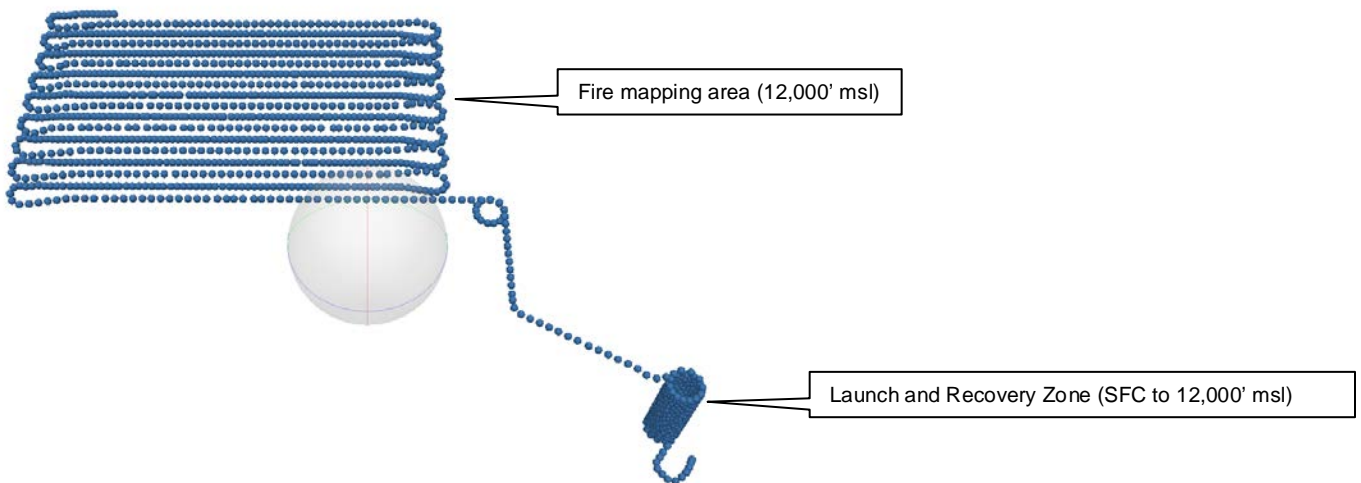 Fire mapping area (12,000’ msl)
Launch and Recovery Zone (SFC to 12,000’ msl)